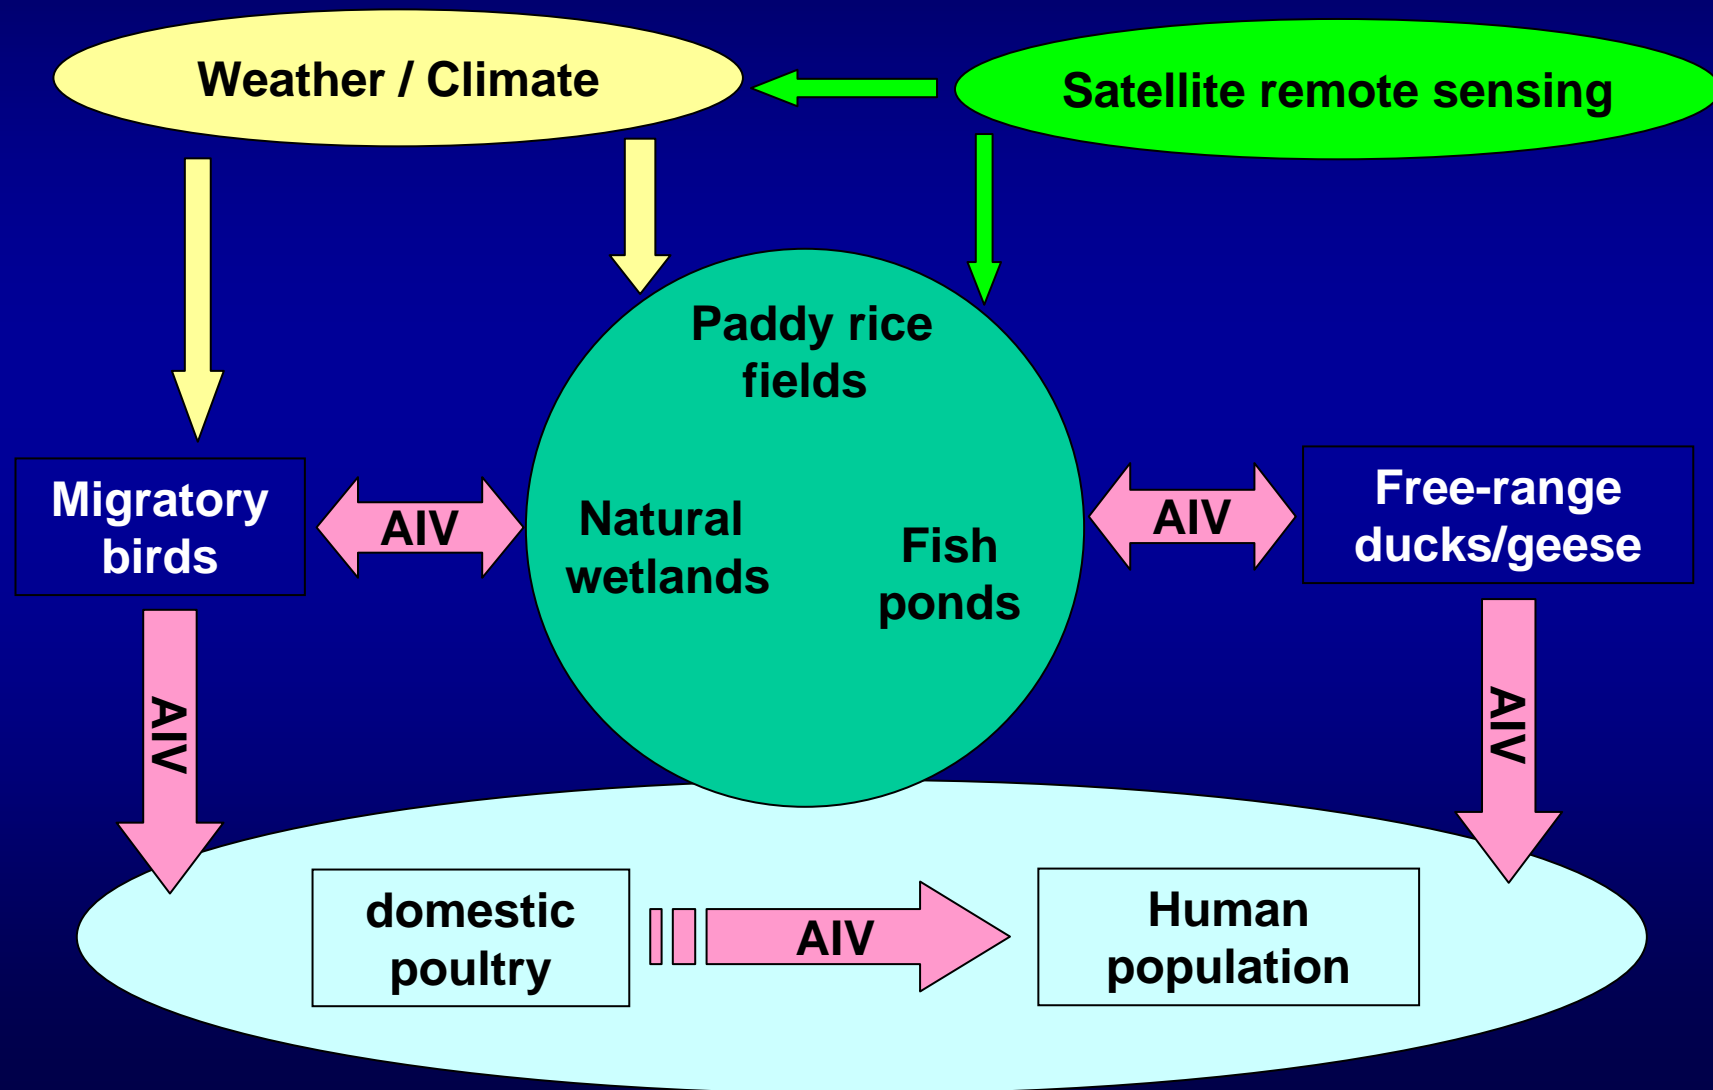 Weather / Climate
Satellite remote sensing
Paddy rice
fields
Migratory
birds
AIV
Natural
wetlands
Fish
ponds
AIV
Free-range
ducks/geese
AIV
AIV
domestic
poultry
AIV
Human
population